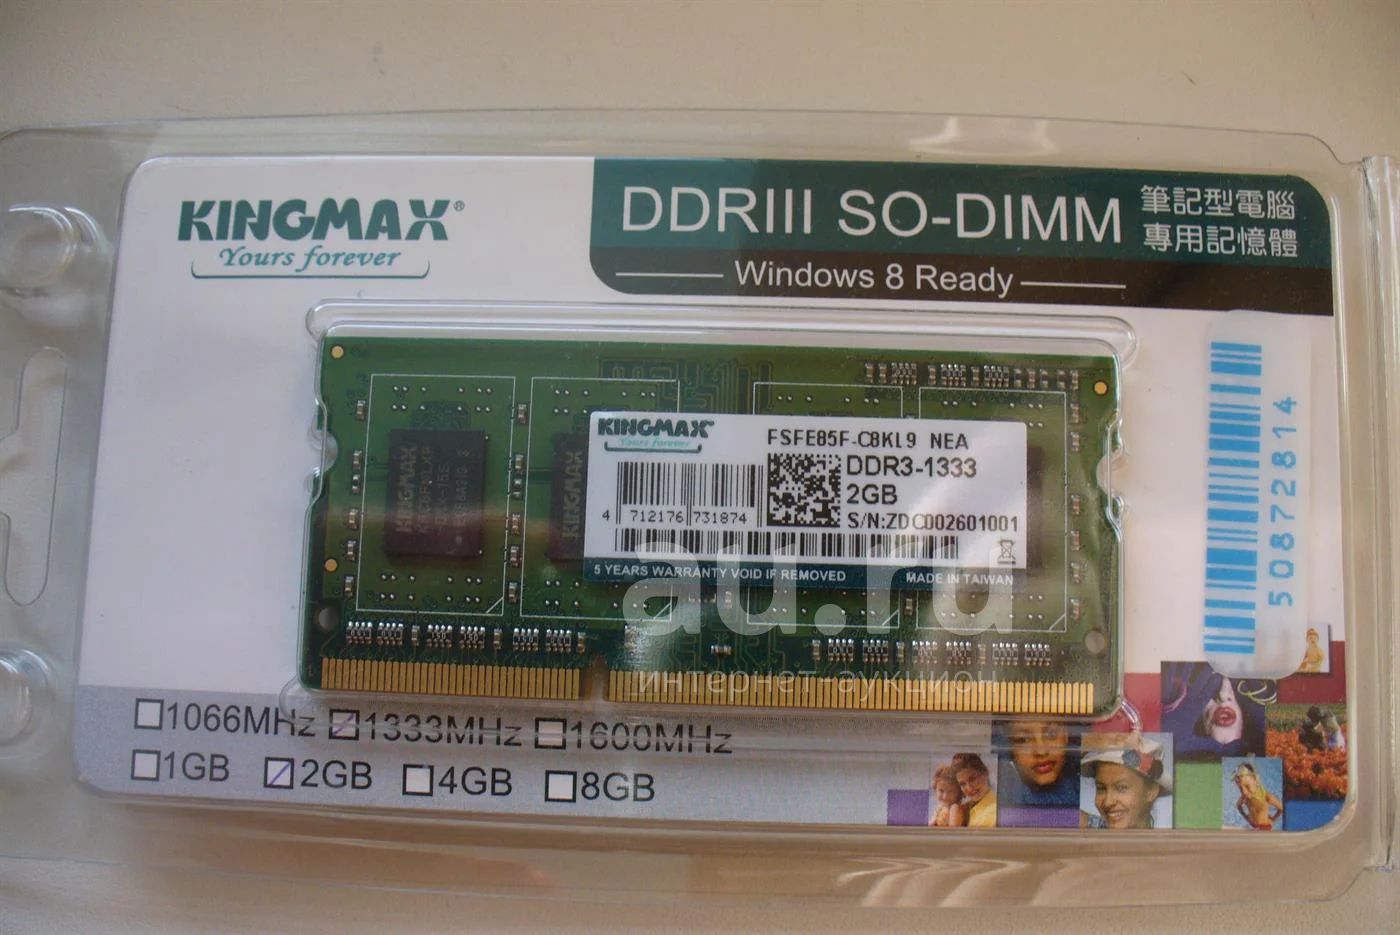 KINGMAX®
Yours forever
DDRIII SO-DIMM
筆記型電腦
專用記憶體
Windows 8 Ready
KINGMAX
Yours forever
FSFE85F-C8KL9 NEA
DDR3-1333
2GB
4 712176 731874
S/N:ZDC002601001
5 YEARS WARRANTY VOID IF REMOVED
MADE IN TAIWAN
KINGMAX
KINGMAX
50872814
au.ru
интернет-аукцион
1066MHz 1333MHz 1600MHz
1GB 2GB 4GB 8GB